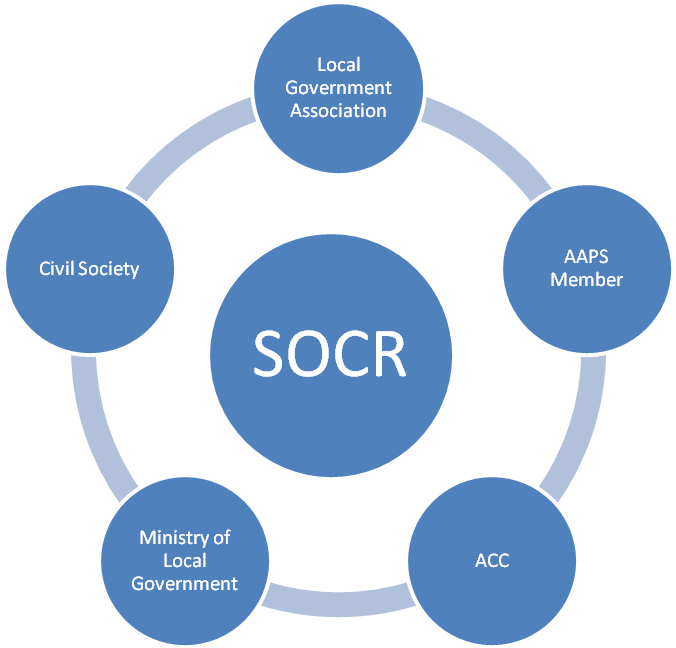 Local
Government
Association
AAPS
Member
ACC
Ministry of
Local
Government
Civil Society
SOCR